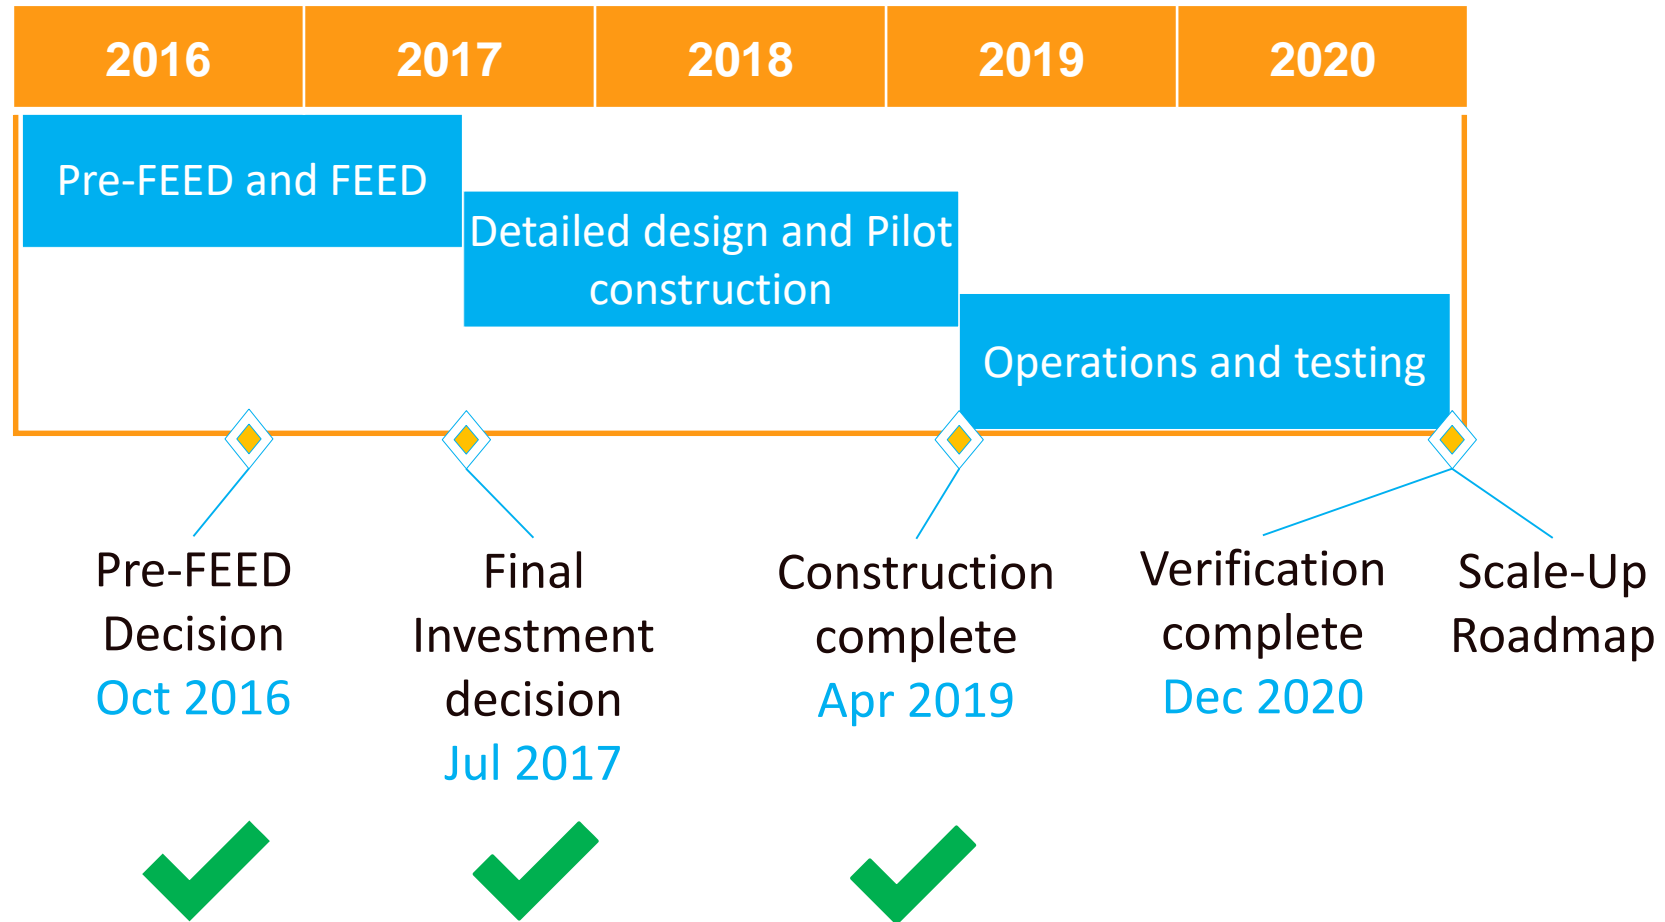 2016 2017 2018 2019 2020
Pre-FEED and FEED
Detailed design and Pilot
construction
Operations and testing
Pre-FEED
Decision
Oct 2016
Final
Investment
decision
Jul 2017
Construction
complete
Apr 2019
Verification
complete
Dec 2020
Scale-Up
Roadmap